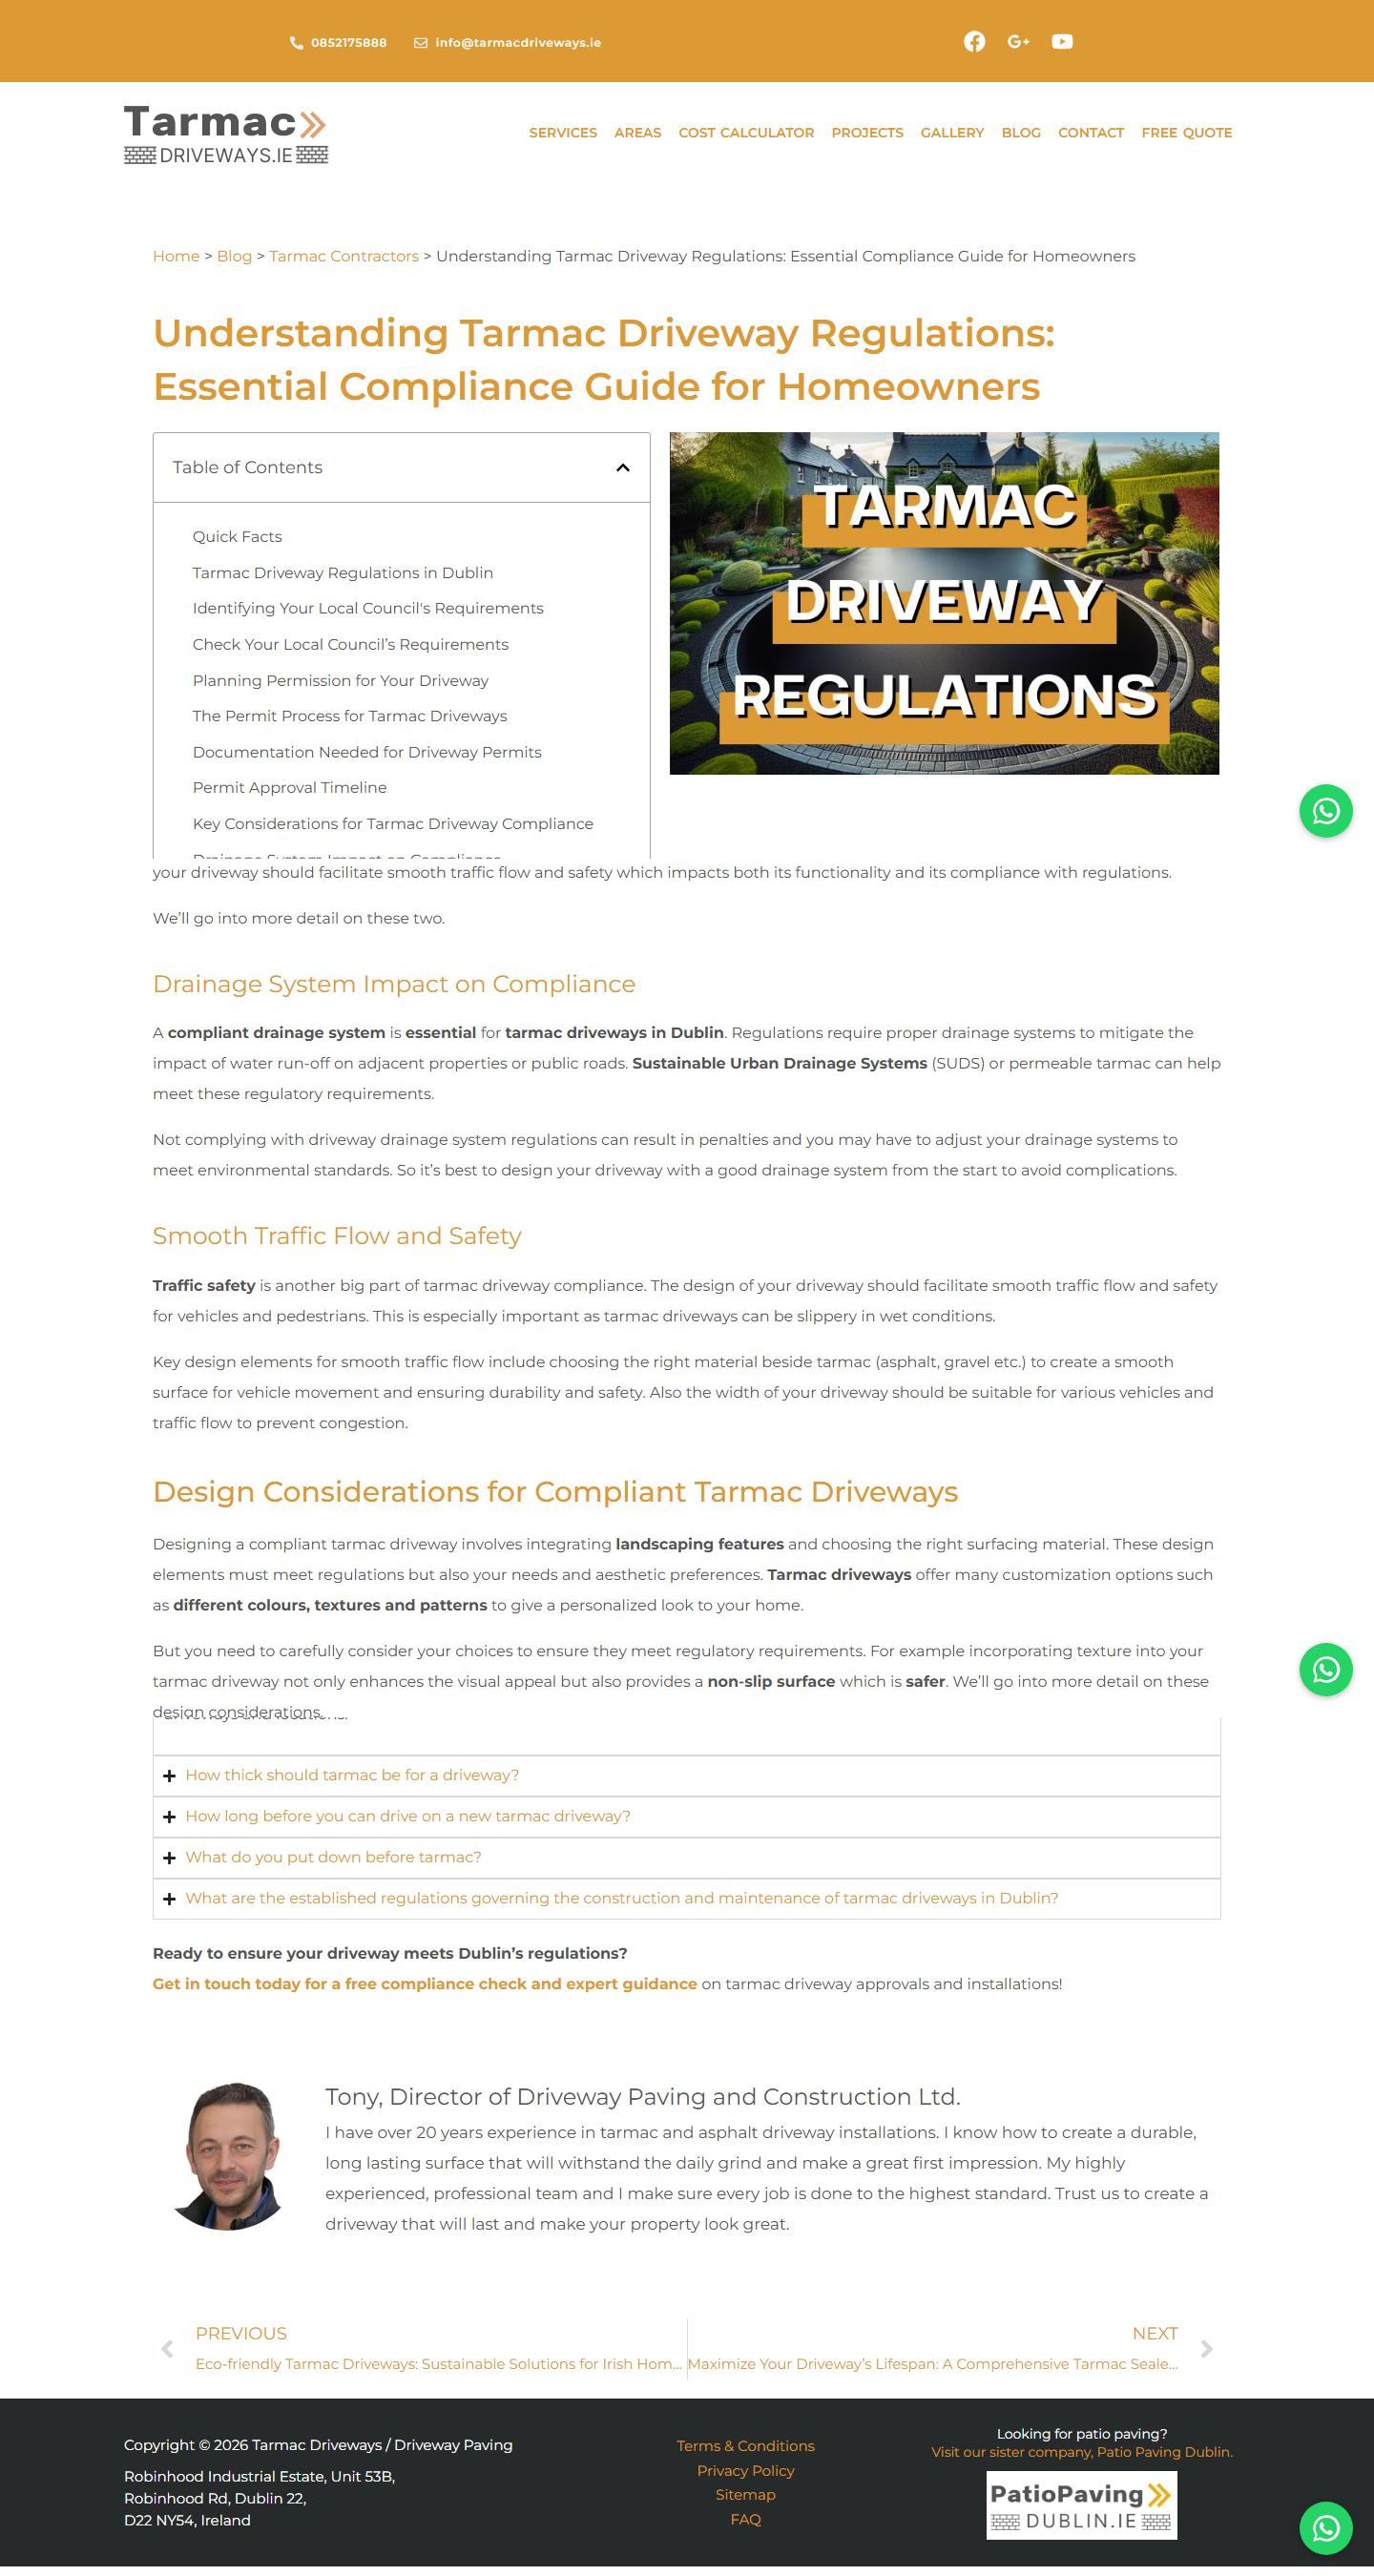 0852175888
info@tarmacdriveways.ie
Tarmac
DRIVEWAYS.IE
SERVICES AREAS COST CALCULATOR PROJECTS GALLERY BLOG CONTACT FREE QUOTE
Home > Blog > Tarmac Contractors > Understanding Tarmac Driveway Regulations: Essential Compliance Guide for Homeowners
Understanding Tarmac Driveway Regulations:
Essential Compliance Guide for Homeowners
Table of Contents
Quick Facts
Tarmac Driveway Regulations in Dublin
Identifying Your Local Council's Requirements
Check Your Local Council’s Requirements
Planning Permission for Your Driveway
The Permit Process for Tarmac Driveways
Documentation Needed for Driveway Permits
Permit Approval Timeline
Key Considerations for Tarmac Driveway Compliance
Drainage System Impact on Compliance
TARMAC
DRIVEWAY
REGULATIONS
your driveway should facilitate smooth traffic flow and safety which impacts both its functionality and its compliance with regulations.
We’ll go into more detail on these two.
Drainage System Impact on Compliance
A compliant drainage system is essential for tarmac driveways in Dublin. Regulations require proper drainage systems to mitigate the
impact of water run-off on adjacent properties or public roads. Sustainable Urban Drainage Systems (SUDS) or permeable tarmac can help
meet these regulatory requirements.
Not complying with driveway drainage system regulations can result in penalties and you may have to adjust your drainage systems to
meet environmental standards. So it’s best to design your driveway with a good drainage system from the start to avoid complications.
Smooth Traffic Flow and Safety
Traffic safety is another big part of tarmac driveway compliance. The design of your driveway should facilitate smooth traffic flow and safety
for vehicles and pedestrians. This is especially important as tarmac driveways can be slippery in wet conditions.
Key design elements for smooth traffic flow include choosing the right material beside tarmac (asphalt, gravel etc.) to create a smooth
surface for vehicle movement and ensuring durability and safety. Also the width of your driveway should be suitable for various vehicles and
traffic flow to prevent congestion.
Design Considerations for Compliant Tarmac Driveways
Designing a compliant tarmac driveway involves integrating landscaping features and choosing the right surfacing material. These design
elements must meet regulations but also your needs and aesthetic preferences. Tarmac driveways offer many customization options such
as different colours, textures and patterns to give a personalized look to your home.
But you need to carefully consider your choices to ensure they meet regulatory requirements. For example incorporating texture into your
tarmac driveway not only enhances the visual appeal but also provides a non-slip surface which is safer. We’ll go into more detail on these
design considerations.
How thick should tarmac be for a driveway?
How long before you can drive on a new tarmac driveway?
What do you put down before tarmac?
What are the established regulations governing the construction and maintenance of tarmac driveways in Dublin?
Ready to ensure your driveway meets Dublin’s regulations?
Get in touch today for a free compliance check and expert guidance on tarmac driveway approvals and installations!
Tony, Director of Driveway Paving and Construction Ltd.
I have over 20 years experience in tarmac and asphalt driveway installations. I know how to create a durable,
long lasting surface that will withstand the daily grind and make a great first impression. My highly
experienced, professional team and I make sure every job is done to the highest standard. Trust us to create a
driveway that will last and make your property look great.
PREVIOUS
Eco-friendly Tarmac Driveways: Sustainable Solutions for Irish Hom...
NEXT
Maximize Your Driveway’s Lifespan: A Comprehensive Tarmac Seale...
Copyright © 2026 Tarmac Driveways / Driveway Paving
Robinhood Industrial Estate, Unit 53B,
Robinhood Rd, Dublin 22,
D22 NY54, Ireland
Terms & Conditions
Privacy Policy
Sitemap
FAQ
Looking for patio paving?
Visit our sister company, Patio Paving Dublin.
PatioPaving
DUBLIN.IE